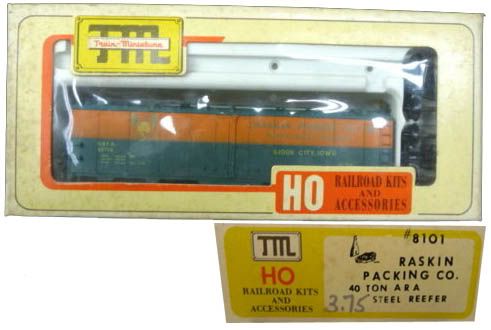 Train-Miniature
TM
SIOUX CITY, IOWA
HO
RAILROAD KITS
AND
ACCESSORIES
TM
HO
RAILROAD KITS
AND
ACCESSORIES
#8101
RASKIN
PACKING CO.
40 TON ARA
STEEL REEFER
3.75